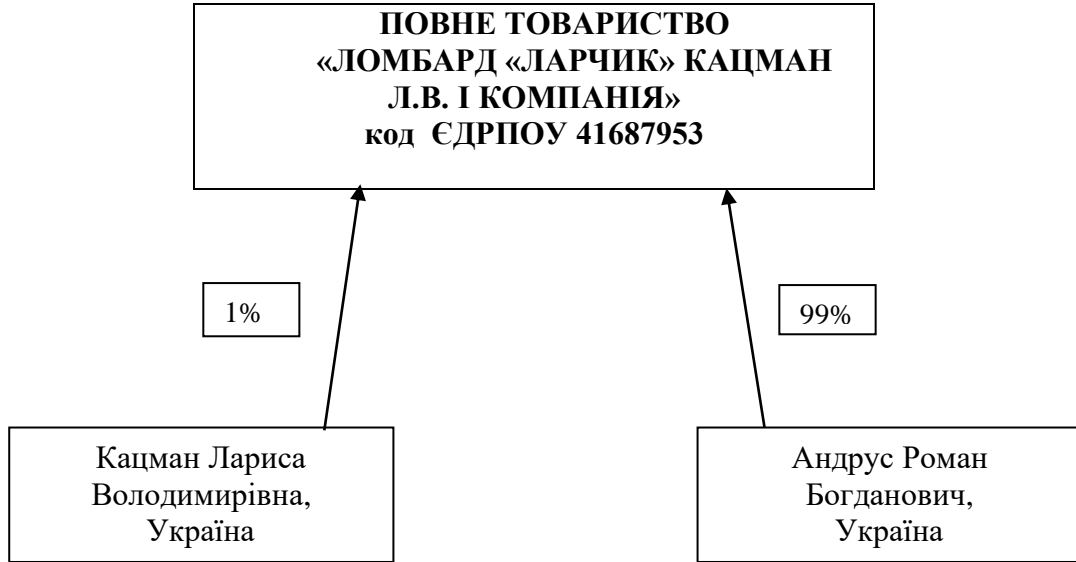 ПОВНЕ ТОВАРИСТВО
«ЛОМБАРД «ЛАРЧИК» КАЦМАН
Л.В. І КОМПАНІЯ»
код ЄДРПОУ 41687953
1%
99%
Кацман Лариса
Володимирівна,
Україна
Андрус Роман
Богданович,
Україна